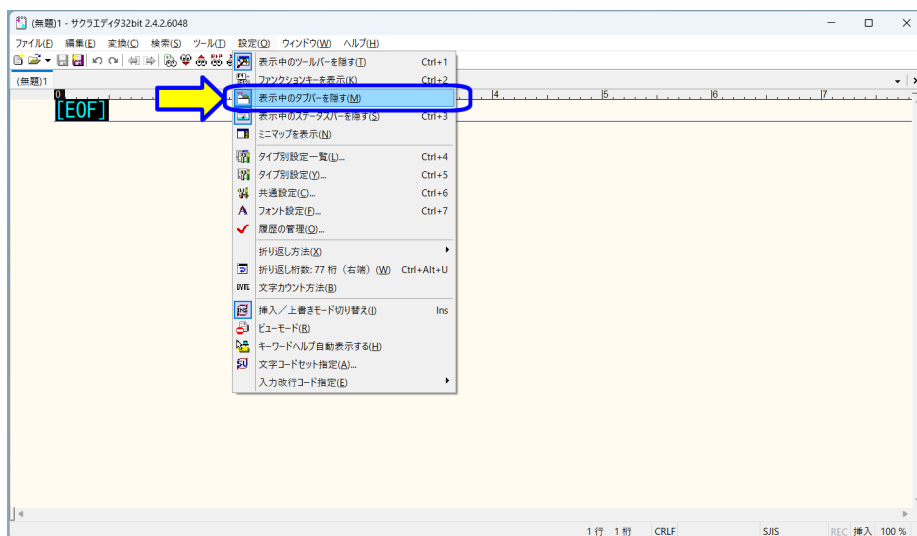 (無題)1 - サクラエディタ32bit 2.4.2.6048
ファイル(F) 編集(E) 変換(C) 検索(S) ツール(T) 設定(O) ウィンドウ(W) ヘルプ(H)
(無題)1
表示中のツールバーを隠す(T) Ctrl+1
ファンクションキーを表示(K) Ctrl+2
表示中のタブバーを隠す(M)
表示中のステータスバーを隠す(S) Ctrl+3
ミニマップを表示(N)
0 4 5 6 7
[EOF]
タイプ別設定一覧(L)... Ctrl+4
タイプ別設定(Y)... Ctrl+5
共通設定(C)... Ctrl+6
フォント設定(F)... Ctrl+7
履歴の管理(O)...
折り返し方法(X)
折り返し桁数: 77 桁（右端）(W) Ctrl+Alt+U
BYTE 文字カウント方法(B)
挿入／上書きモード切り替え(I) Ins
ビューモード(R)
キーワードヘルプ自動表示する(H)
文字コードセット指定(A)...
入力改行コード指定(E)
1 行 1 桁 CRLF SJIS REC 挿入 100 %